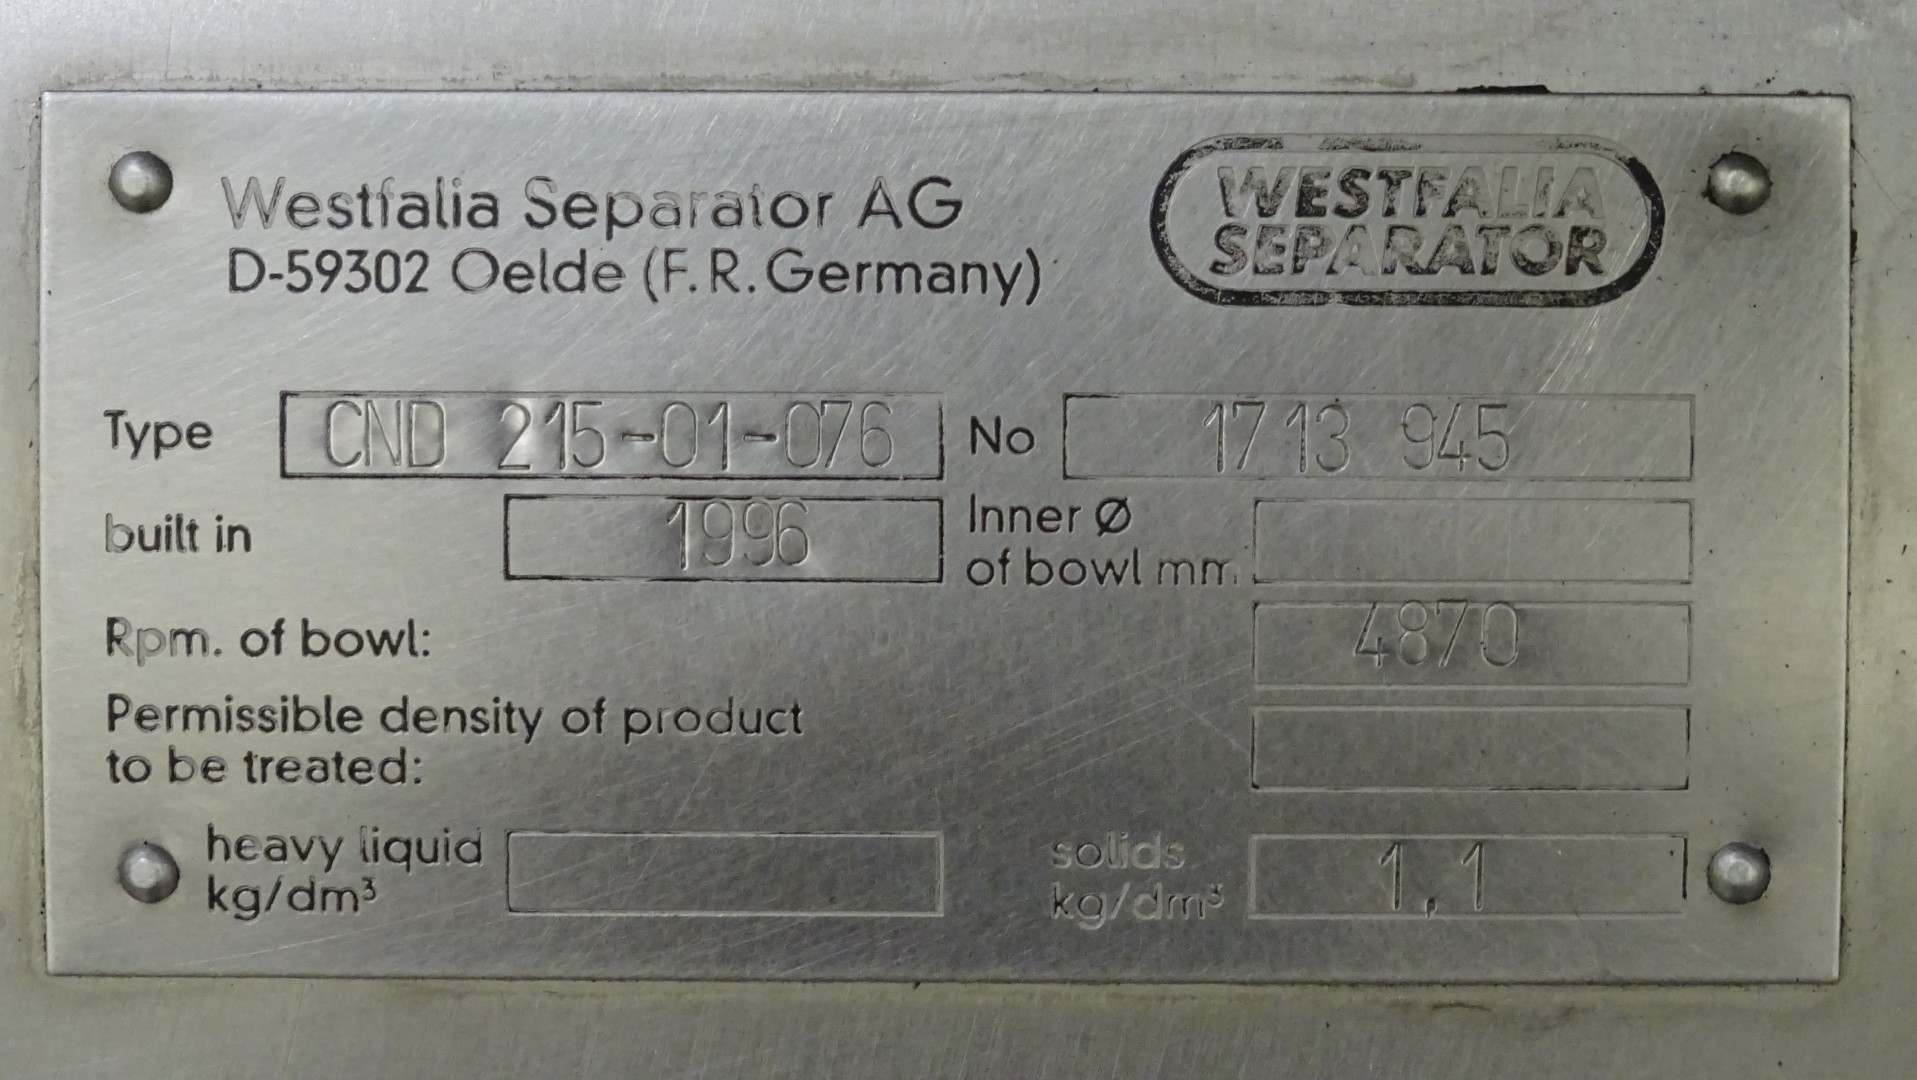 Westfalia Separator AG
D-59302 Oelde (F. R. Germany)
WESTFALIA
SEPARATOR
Type CND 215-01-076 No 1713 945
built in 1996 Inner Ø
of bowl mm
Rpm. of bowl: 4870
Permissible density of product
to be treated:
heavy liquid
kg/dm³
solids
kg/dm³ 1,1